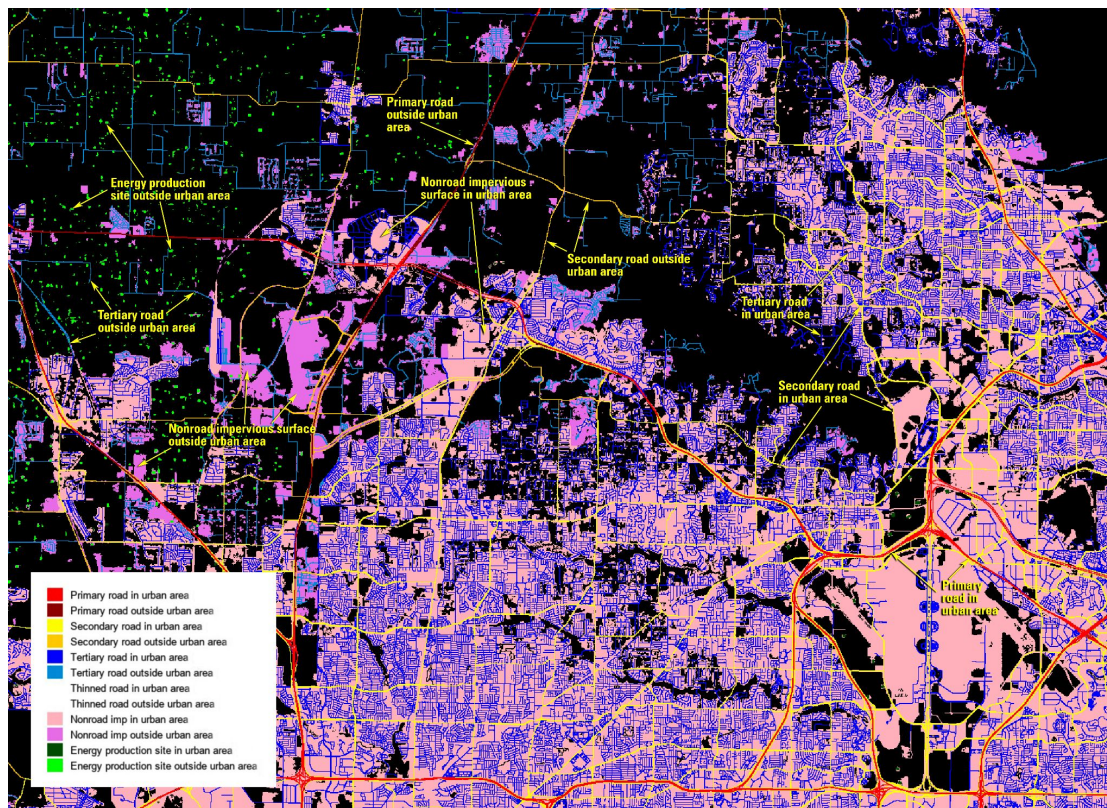 Primary road
outside urban
area
Energy production
site outside urban area
Nonroad impervious
surface in urban area
Secondary road outside
urban area
Tertiary road
outside urban area
Tertiary road
in urban area
Secondary road
in urban area
Nonroad impervious surface
outside urban area
Primary
road in
urban area
Primary road in urban area
Primary road outside urban area
Secondary road in urban area
Secondary road outside urban area
Tertiary road in urban area
Tertiary road outside urban area
Thinned road in urban area
Thinned road outside urban area
Nonroad imp in urban area
Nonroad imp outside urban area
Energy production site in urban area
Energy production site outside urban area